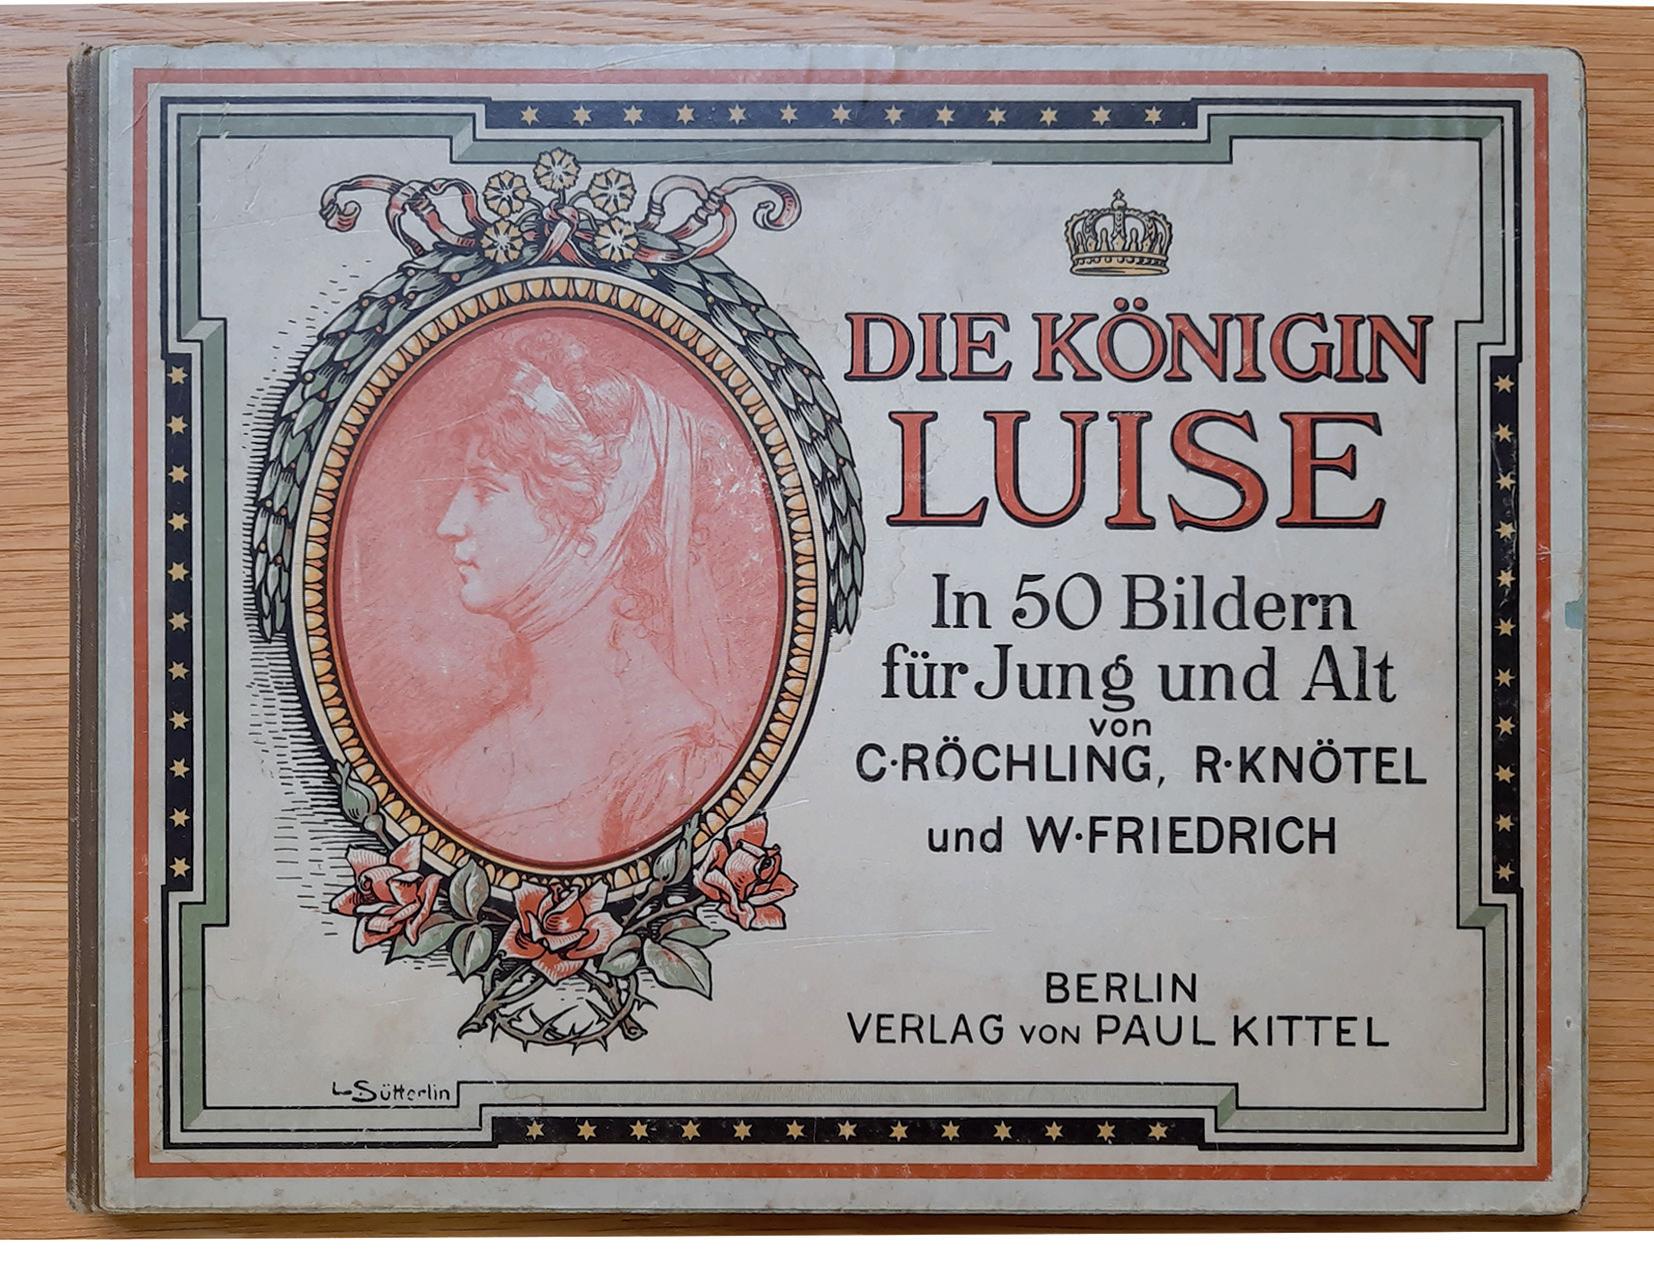 DIE KÖNIGIN
LUISE
In 50 Bildern
für Jung und Alt
von
C·RÖCHLING, R·KNÖTEL
und W·FRIEDRICH
BERLIN
VERLAG VON PAUL KITTEL
L. Sütterlin